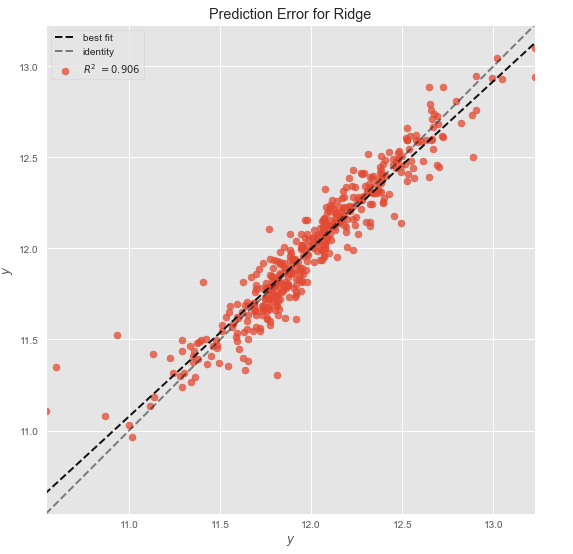 Prediction Error for Ridge
best fit
identity
R² = 0.906
13.0
12.5
12.0
11.5
11.0
y
11.0 11.5 12.0 12.5 13.0
y